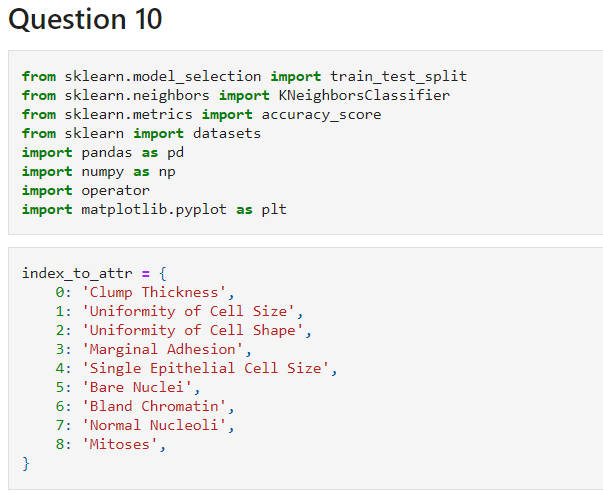 Question 10
from sklearn.model_selection import train_test_split
from sklearn.neighbors import KNeighborsClassifier
from sklearn.metrics import accuracy_score
from sklearn import datasets
import pandas as pd
import numpy as np
import operator
import matplotlib.pyplot as plt
index_to_attr = {
    0: 'Clump Thickness',
    1: 'Uniformity of Cell Size',
    2: 'Uniformity of Cell Shape',
    3: 'Marginal Adhesion',
    4: 'Single Epithelial Cell Size',
    5: 'Bare Nuclei',
    6: 'Bland Chromatin',
    7: 'Normal Nucleoli',
    8: 'Mitoses',
}